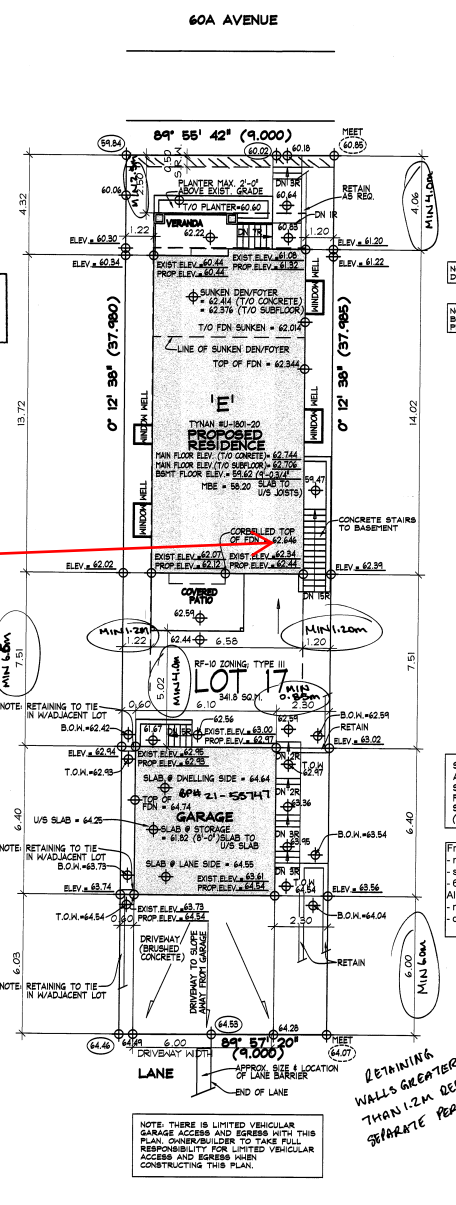 60A AVENUE
89° 55' 42" (9.000)
59.84
60.02
60.18
MEET
60.85
0.50
S.R.W.
2.50
MIN 2.5m
4.32
60.06
PLANTER MAX. 2'-0"
ABOVE EXIST. GRADE
T/O PLANTER=60.60
DN 3R
60.64
RETAIN
AS REQ.
DN 1R
4.06
MIN 4.0m
VERANDA
62.22
DN 7R
60.83
1.22
1.20
ELEV.= 60.30
ELEV.= 61.20
60.34
61.22
EXIST.ELEV.=60.44
PROP.ELEV.=60.44
EXIST.ELEV.=61.08
PROP.ELEV.=61.32
SUNKEN DEN/FOYER
= 62.414 (T/O CONCRETE)
= 62.376 (T/O SUBFLOOR)
T/O FDN SUNKEN = 62.014
LINE OF SUNKEN DEN/FOYER
TOP OF FDN = 62.344
WINDOW WELL
WINDOW WELL
WINDOW WELL
WINDOW WELL
0° 12' 38" (37.980)
0° 12' 38" (37.985)
13.72
14.02
'E'
TYNAN #U-1801-20
PROPOSED
RESIDENCE
MAIN FLOOR ELEV. (T/O CONCRETE)= 62.744
MAIN FLOOR ELEV. (T/O SUBFLOOR)= 62.706
BSMT FLOOR ELEV.= 59.62 (9'-0.3/4"
SLAB TO
U/S JOISTS)
MBE = 58.20
59.47
CONCRETE STAIRS
TO BASEMENT
CORBELLED TOP
OF FDN = 62.646
EXIST.ELEV.=62.07
PROP.ELEV.=62.12
EXIST.ELEV.=62.34
PROP.ELEV.= 62.44
ELEV.= 62.02
ELEV.= 62.39
DN 15R
COVERED
PATIO
62.59
62.44
MIN 1.2m
MIN 1.20m
1.22
6.58
1.20
MIN 6.0m
7.51
7.51
5.02
MIN 4.0m
RF-10 ZONING; TYPE III
LOT 17
341.8 SQ.M.
MIN
0.85m
NOTE: RETAINING TO TIE
IN W/ADJACENT LOT
0.60
6.10
2.30
B.O.W.=62.42
61.67
DN 5R
62.56
62.59
B.O.W.=62.59
RETAIN
62.94
63.02
EXIST.ELEV.=63.00
PROP.ELEV.=62.97
EXIST.ELEV.= 62.95
PROP.ELEV.= 62.93
T.O.W.=62.93
T.O.W
62.97
DN 2R
SLAB @ DWELLING SIDE = 64.64
BP# 21-55747
TOP OF
FDN = 64.74
63.36
GARAGE
U/S SLAB = 64.25
SLAB @ STORAGE
= 61.82 (8'-0")SLAB TO
U/S SLAB
DN 3R
63.95
B.O.W.=63.54
6.40
6.40
NOTE: RETAINING TO TIE
IN W/ADJACENT LOT
B.O.W.=63.73
SLAB @ LANE SIDE = 64.55
DN 3R
EXIST.ELEV.=63.61
PROP.ELEV.=64.54
T.O.W
64.54
63.74
63.56
T.O.W.=64.54
EXIST.ELEV.=63.73
PROP.ELEV.= 64.54
B.O.W.=64.04
0.60
2.30
6.03
DRIVEWAY
(BRUSHED
CONCRETE)
DRIVEWAY TO SLOPE
AWAY FROM GARAGE
RETAIN
6.00
MIN 6.0m
NOTE: RETAINING TO TIE
IN W/ADJACENT LOT
64.46
64.49
64.53
64.28
6.00
DRIVEWAY WIDTH
89° 57' 20"
(9.000)
MEET
64.07
LANE
APPROX. SIZE & LOCATION
OF LANE BARRIER
END OF LANE
RETAINING
WALLS GREATER
THAN 1.2M
SEPARATE
NOTE: THERE IS LIMITED VEHICULAR
GARAGE ACCESS AND EGRESS WITH THIS
PLAN. OWNER/BUILDER TO TAKE FULL
RESPONSIBILITY FOR LIMITED VEHICULAR
ACCESS AND EGRESS WHEN
CONSTRUCTING THIS PLAN.